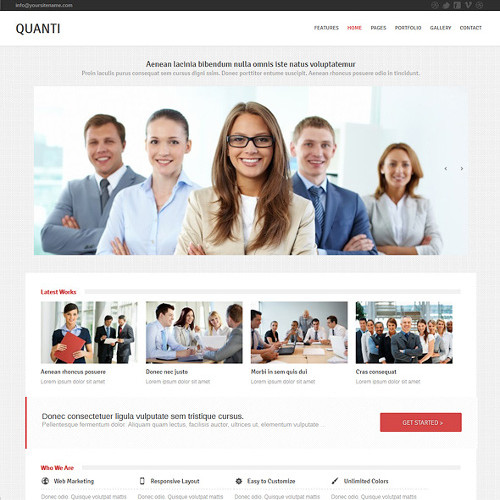 info@yoursitename.com
QUANTI
FEATURES HOME PAGES PORTFOLIO GALLERY CONTACT
Aenean lacinia bibendum nulla omnis iste natus voluptatemur
Proin iaculis purus consequat sem cursus digni ssim. Donec porttitor entume suscipit. Aenean rhoncus posuere odio in tincidunt.
Latest Works
Aenean rhoncus posuere
Lorem ipsum dolor sit amet
Donec nec justo
Lorem ipsum dolor sit amet
Morbi in sem quis dui
Lorem ipsum dolor sit amet
Cras consequat
Lorem ipsum dolor sit amet
Donec consectetuer ligula vulputate sem tristique cursus.
Pellentesque fermentum dolor. Aliquam quam lectus, facilisis auctor, ultrices ut, elementum vulputate ...
GET STARTED >
Who We Are
Web Marketing
Responsive Layout
Easy to Customize
Unlimited Colors
Donec odio. Quisque volutpat mattis
Donec odio. Quisque volutpat mattis
Donec odio. Quisque volutpat mattis
Donec odio. Quisque volutpat mattis